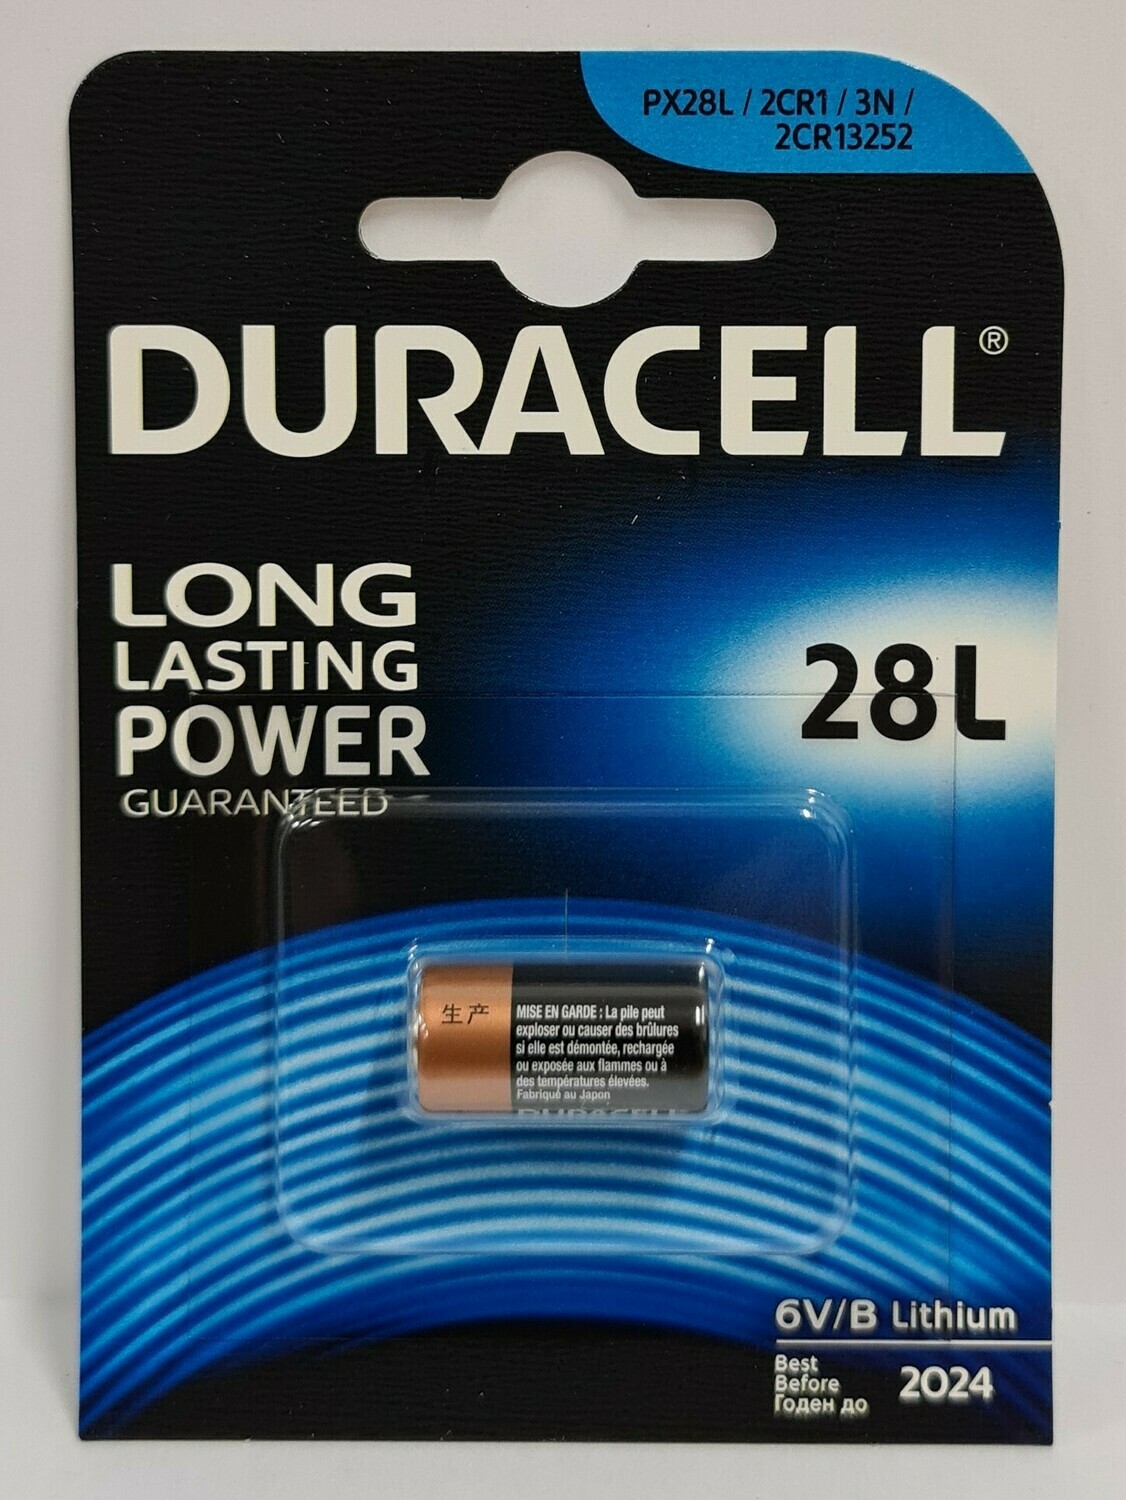 PX28L / 2CR1 / 3N /
2CR13252
DURACELL®
LONG
LASTING
POWER
GUARANTEED
28L
生产
MISE EN GARDE : La pile peut
exploser ou causer des brûlures
si elle est démontée, rechargée
ou exposée aux flammes ou à
des températures élevées.
Fabriqué au Japon
DURACELL
6V/B Lithium
Best
Before
Годен до
2024